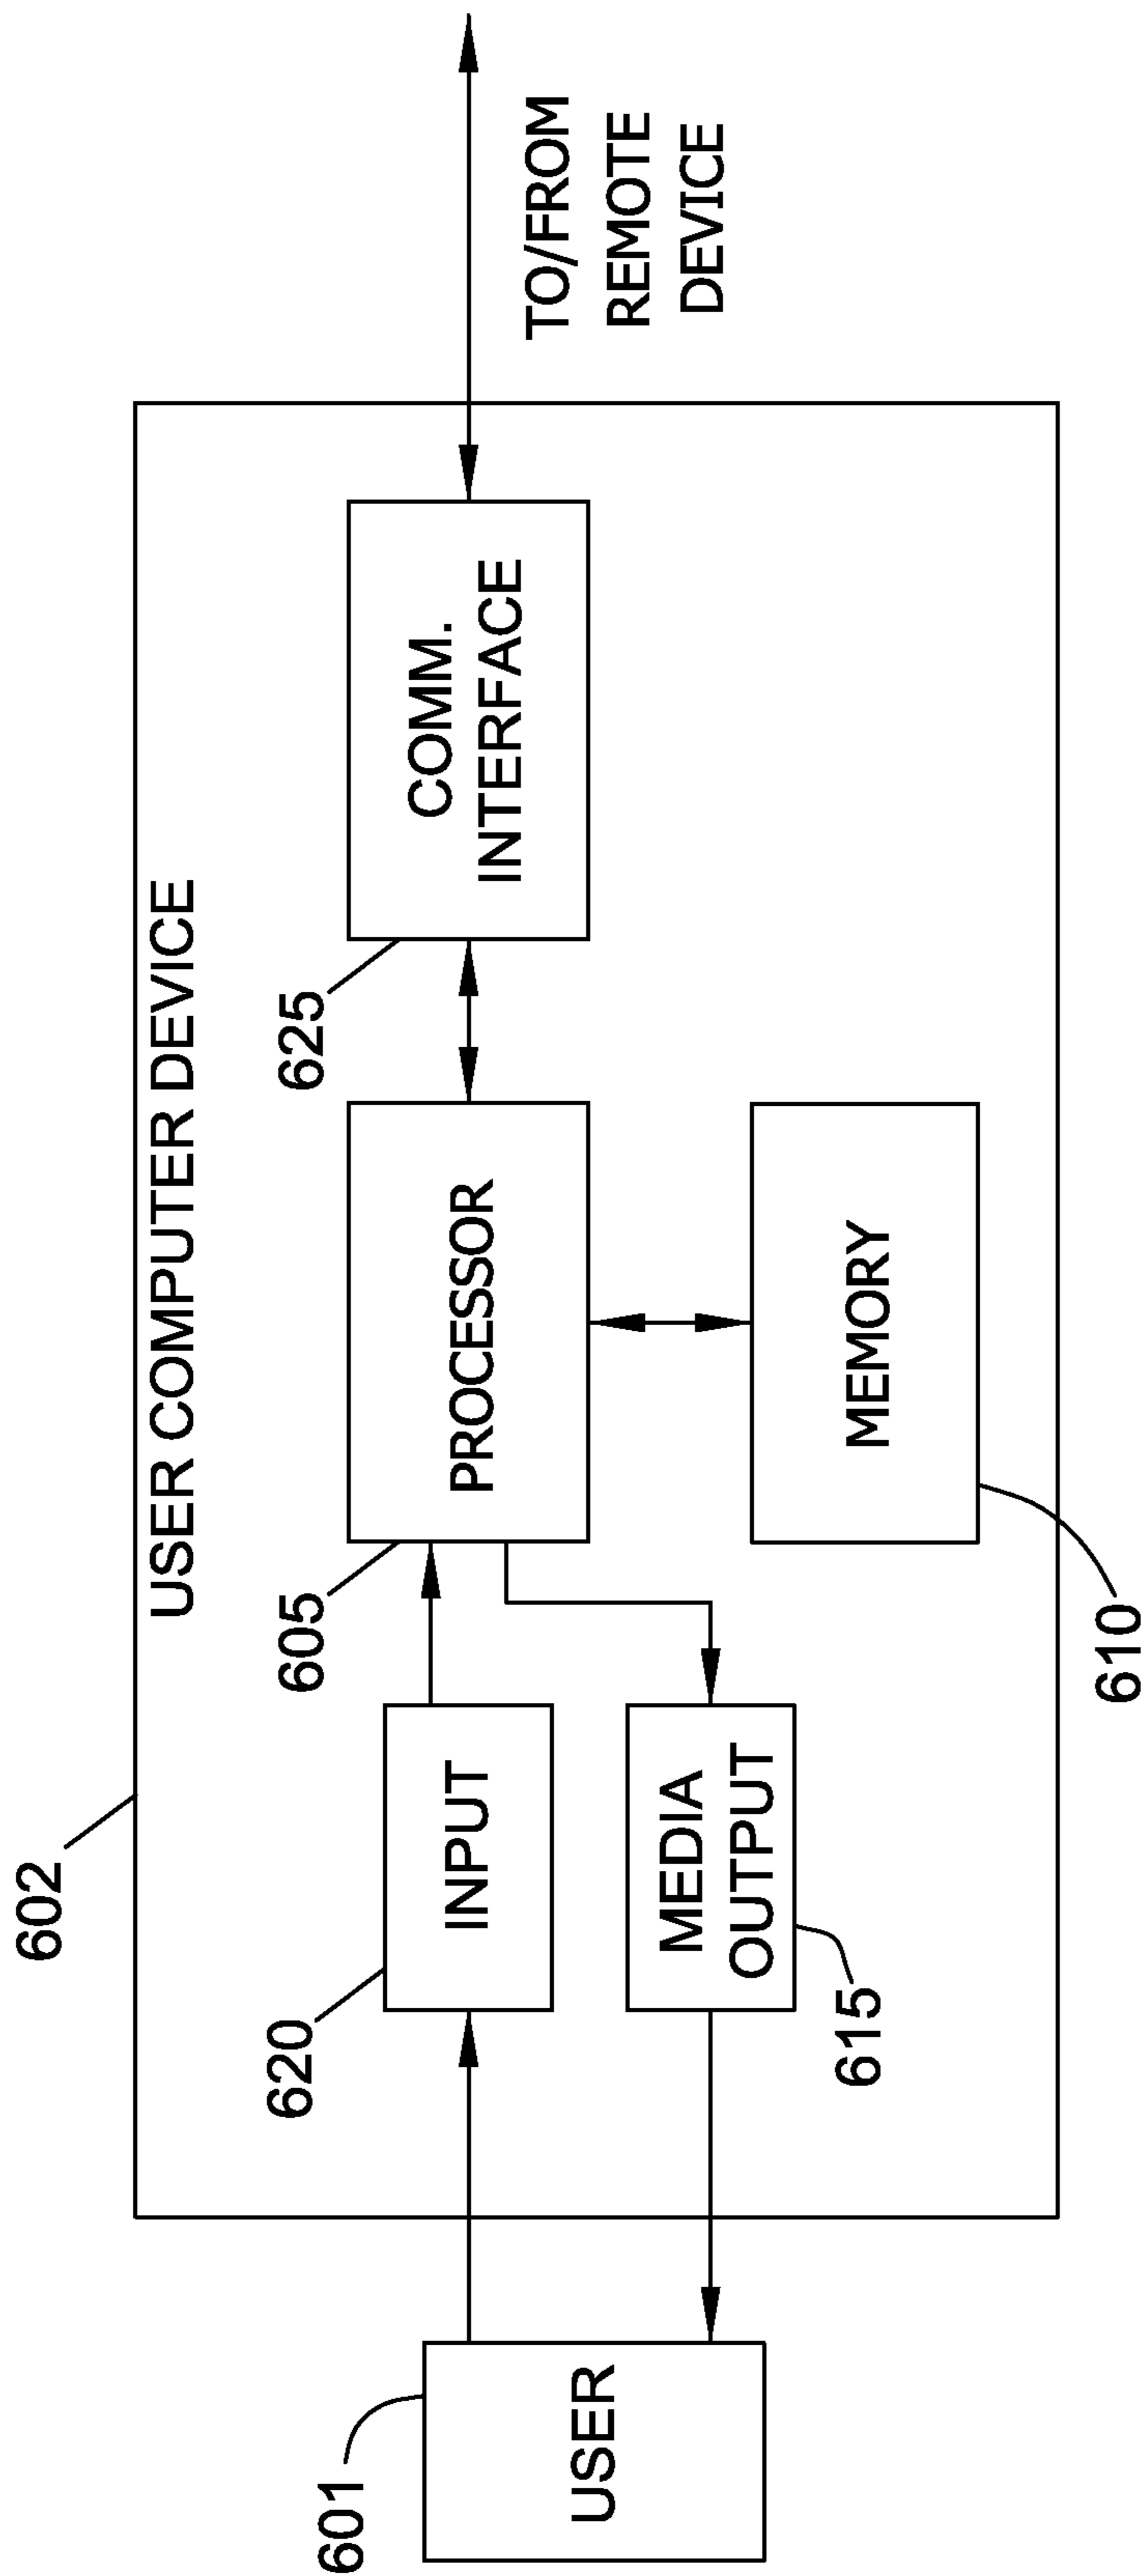 602
USER COMPUTER DEVICE
601
USER
620
INPUT
605
PROCESSOR
625
COMM.
INTERFACE
TO/FROM
REMOTE
DEVICE
MEDIA
OUTPUT
615
MEMORY
610